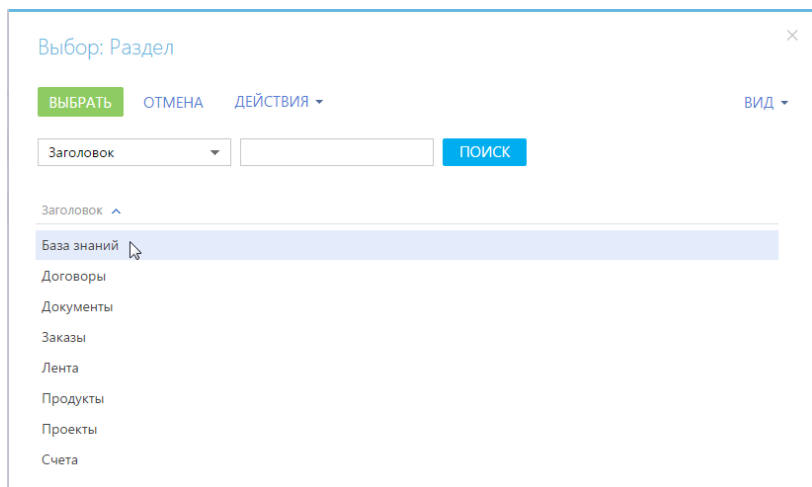 Выбор: Раздел
ВЫБРАТЬ ОТМЕНА ДЕЙСТВИЯ ВИД
Заголовок ПОИСК
Заголовок
База знаний
Договоры
Документы
Заказы
Лента
Продукты
Проекты
Счета